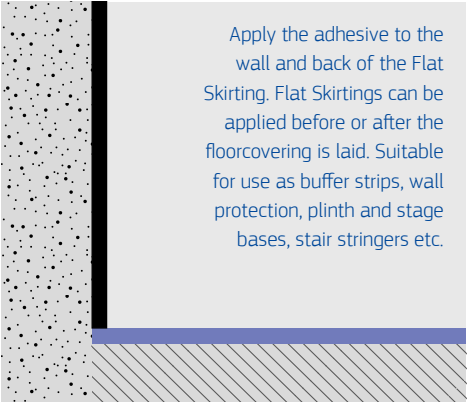 Apply the adhesive to the
wall and back of the Flat
Skirting. Flat Skirtings can be
applied before or after the
floorcovering is laid. Suitable
for use as buffer strips, wall
protection, plinth and stage
bases, stair stringers etc.